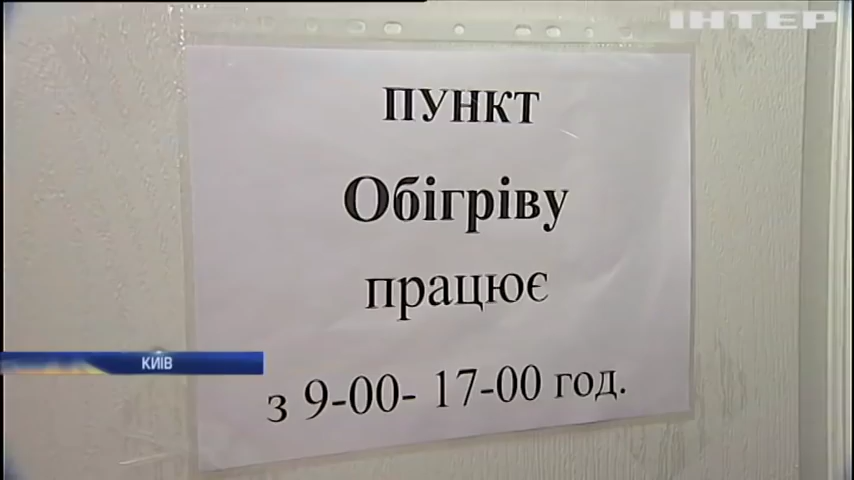 ІНТЕР
ПУНКТ
Обігріву
працює
з 9-00- 17-00 год.
КИЇВ